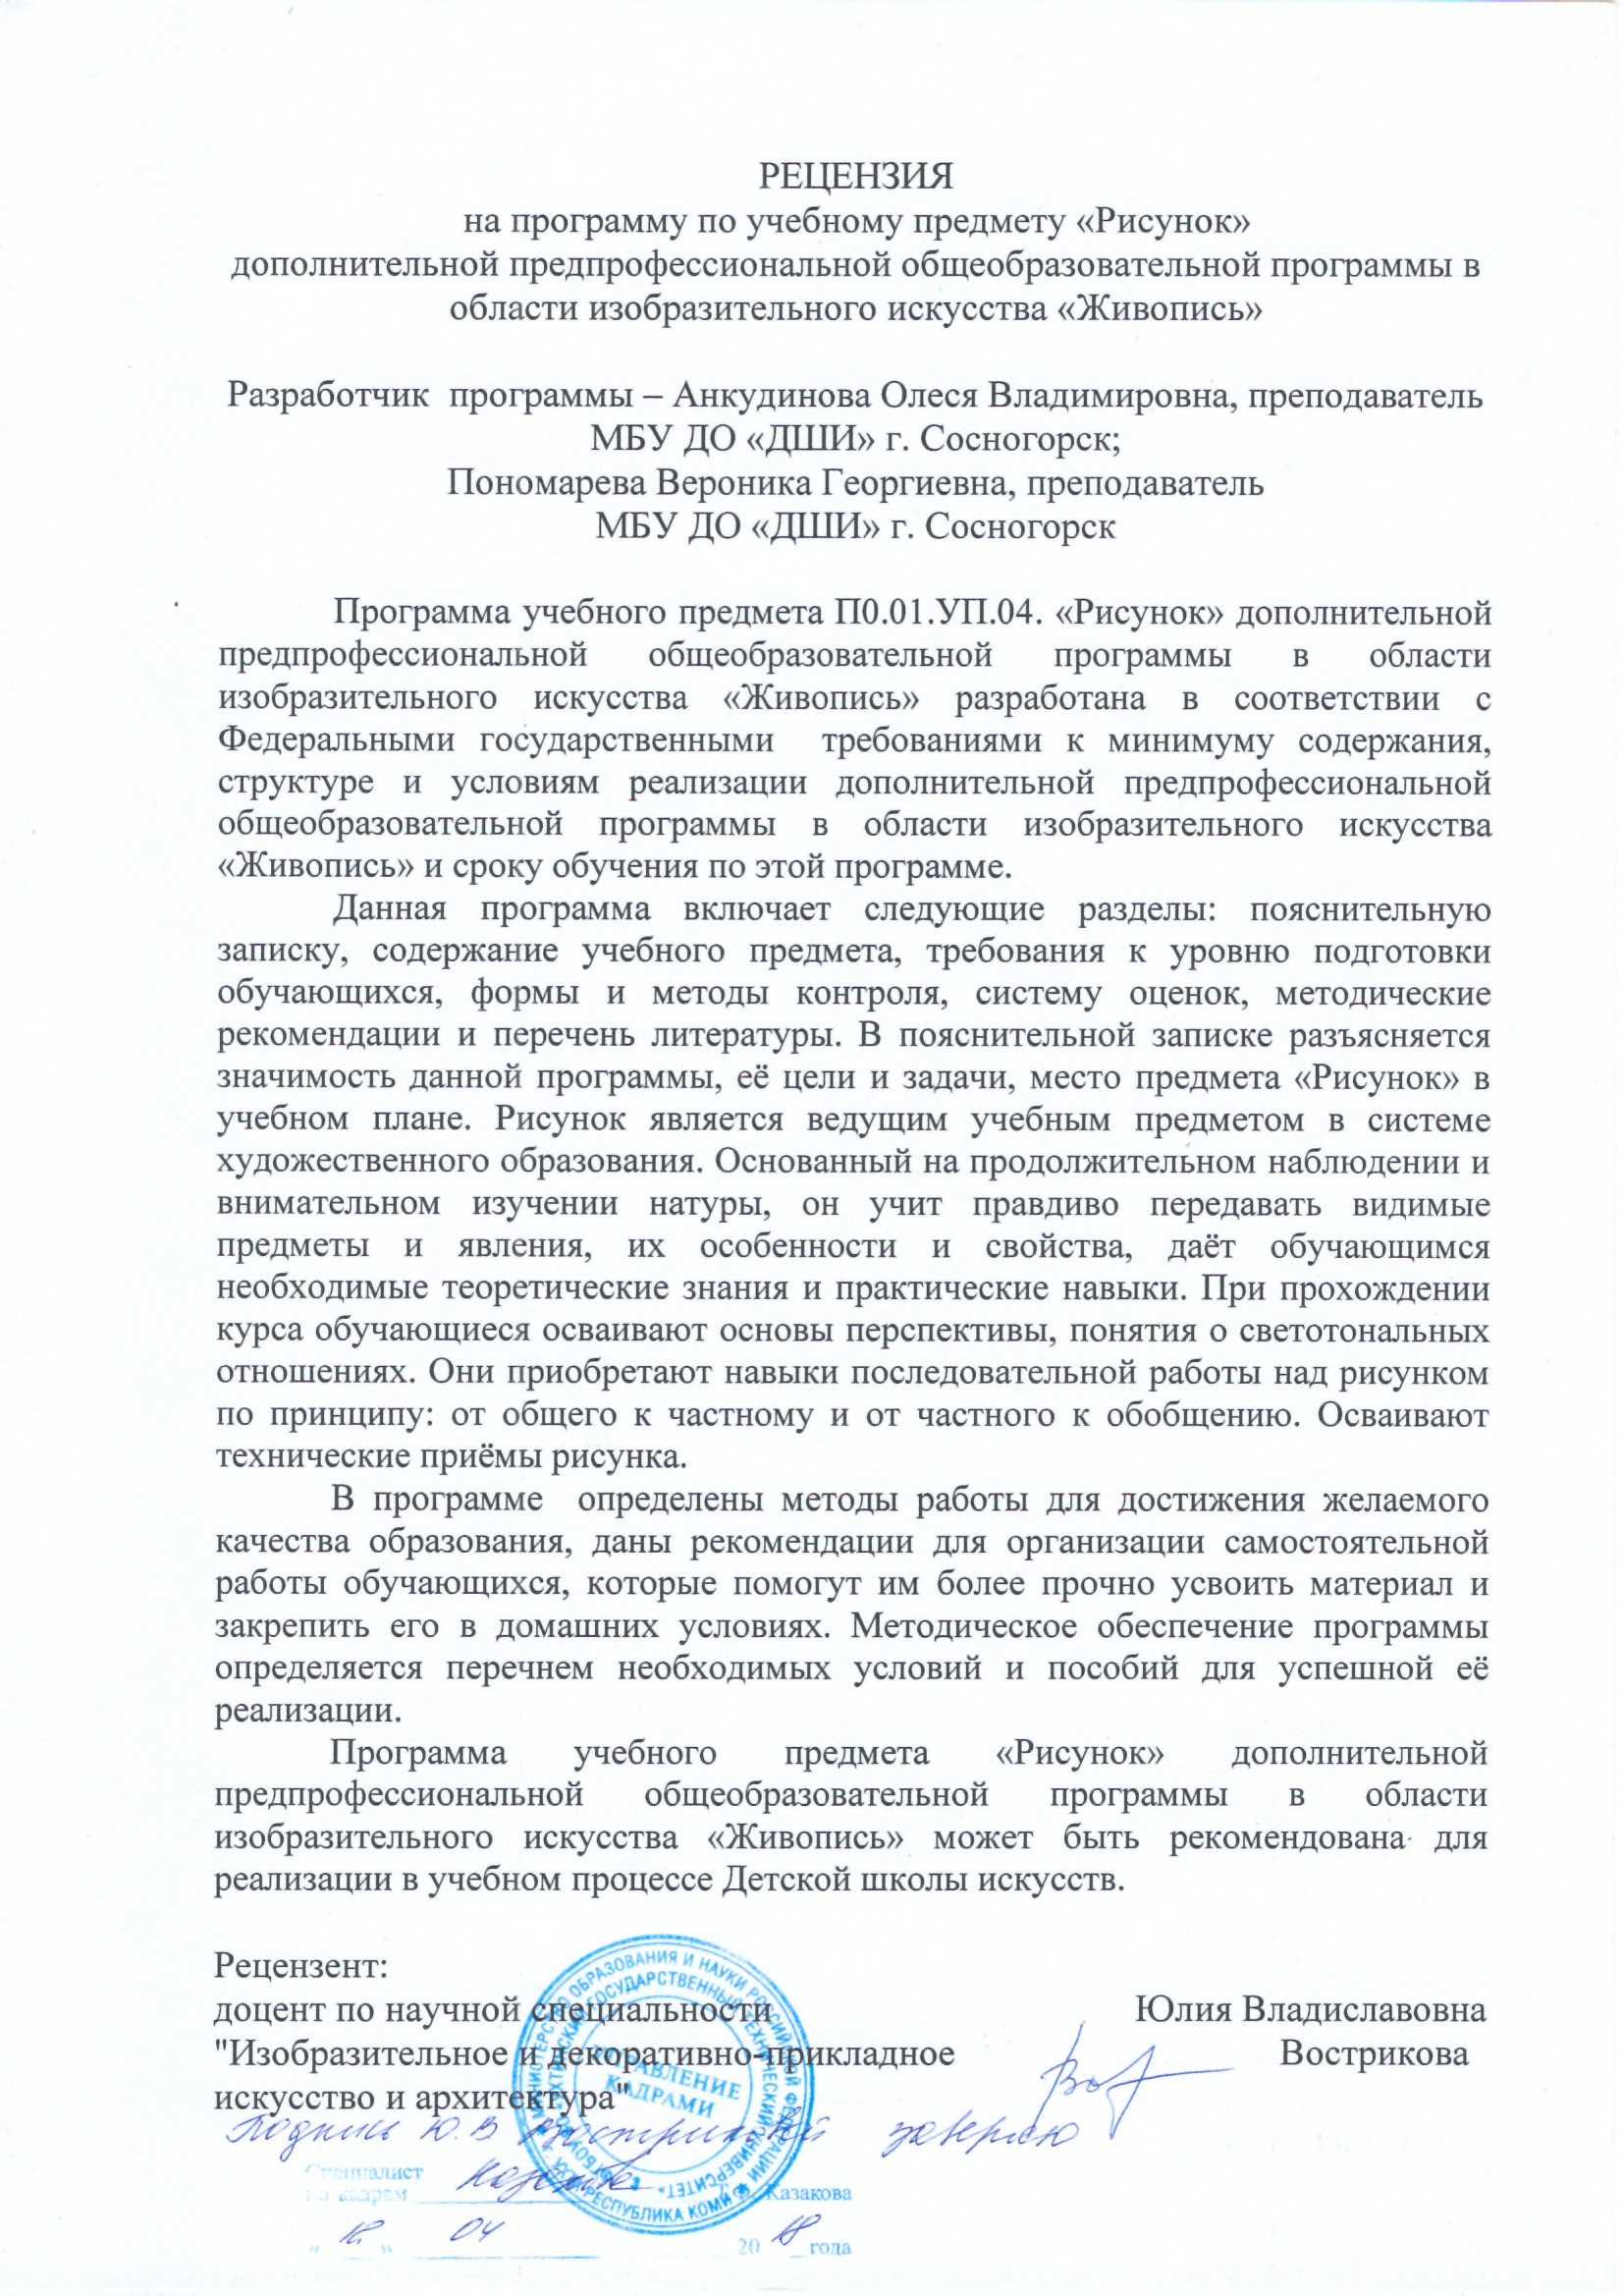 РЕЦЕНЗИЯ
на программу по учебному предмету «Рисунок»
дополнительной предпрофессиональной общеобразовательной программы в
области изобразительного искусства «Живопись»
Разработчик программы – Анкудинова Олеся Владимировна, преподаватель
МБУ ДО «ДШИ» г. Сосногорск;
Пономарева Вероника Георгиевна, преподаватель
МБУ ДО «ДШИ» г. Сосногорск
Программа учебного предмета П0.01.УП.04. «Рисунок» дополнительной
предпрофессиональной общеобразовательной программы в области
изобразительного искусства «Живопись» разработана в соответствии с
Федеральными государственными требованиями к минимуму содержания,
структуре и условиям реализации дополнительной предпрофессиональной
общеобразовательной программы в области изобразительного искусства
«Живопись» и сроку обучения по этой программе.
Данная программа включает следующие разделы: пояснительную
записку, содержание учебного предмета, требования к уровню подготовки
обучающихся, формы и методы контроля, систему оценок, методические
рекомендации и перечень литературы. В пояснительной записке разъясняется
значимость данной программы, её цели и задачи, место предмета «Рисунок» в
учебном плане. Рисунок является ведущим учебным предметом в системе
художественного образования. Основанный на продолжительном наблюдении и
внимательном изучении натуры, он учит правдиво передавать видимые
предметы и явления, их особенности и свойства, даёт обучающимся
необходимые теоретические знания и практические навыки. При прохождении
курса обучающиеся осваивают основы перспективы, понятия о светотональных
отношениях. Они приобретают навыки последовательной работы над рисунком
по принципу: от общего к частному и от частного к обобщению. Осваивают
технические приёмы рисунка.
В программе определены методы работы для достижения желаемого
качества образования, даны рекомендации для организации самостоятельной
работы обучающихся, которые помогут им более прочно усвоить материал и
закрепить его в домашних условиях. Методическое обеспечение программы
определяется перечнем необходимых условий и пособий для успешной её
реализации.
Программа учебного предмета «Рисунок» дополнительной
предпрофессиональной общеобразовательной программы в области
изобразительного искусства «Живопись» может быть рекомендована для
реализации в учебном процессе Детской школы искусств.
Рецензент:
доцент по научной специальности Юлия Владиславовна
"Изобразительное и декоративно-прикладное Вострикова
искусство и архитектура"
МИНИСТЕРСТВО ОБРАЗОВАНИЯ И НАУКИ РОССИЙСКОЙ ФЕДЕРАЦИИ
ГОСУДАРСТВЕННЫЙ ТЕХНИЧЕСКИЙ УНИВЕРСИТЕТ
РЕСПУБЛИКА КОМИ
УПРАВЛЕНИЕ
КАДРАМИ
Подпись Ю.В Востриковой заверяю
Специалист
по кадрам Казакова
« 12 » 04 2018 года